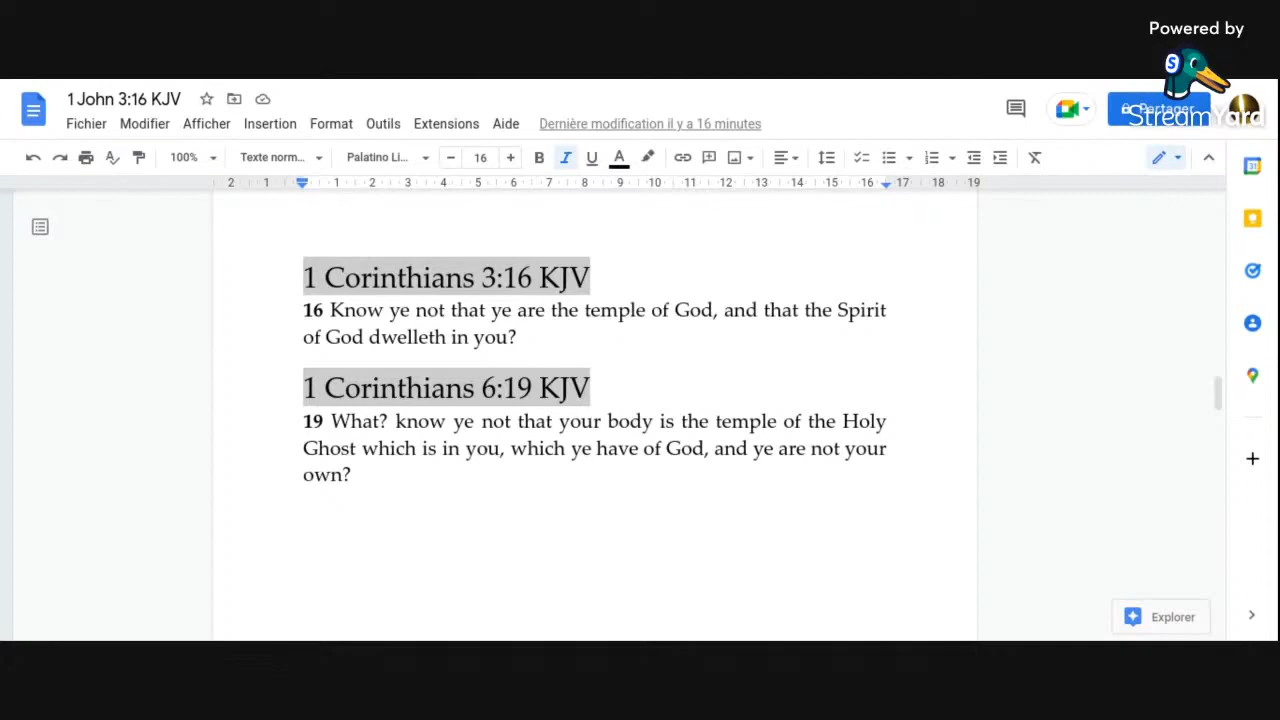 Powered by
StreamYard
1 John 3:16 KJV
Partager
Fichier Modifier Afficher Insertion Format Outils Extensions Aide Dernière modification il y a 16 minutes
100% Texte norm... Palatino Li... 16
2 1 1 2 3 4 5 6 7 8 9 10 11 12 13 14 15 16 17 18 19
1 Corinthians 3:16 KJV
16 Know ye not that ye are the temple of God, and that the Spirit
of God dwelleth in you?
1 Corinthians 6:19 KJV
19 What? know ye not that your body is the temple of the Holy
Ghost which is in you, which ye have of God, and ye are not your
own?
Explorer